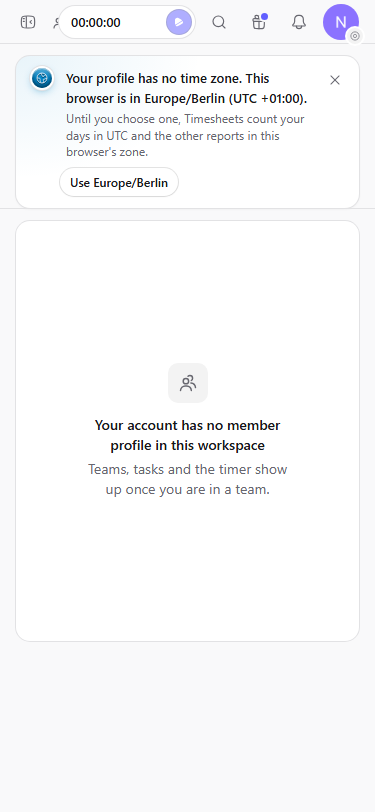 00:00:00
N
Your profile has no time zone. This
browser is in Europe/Berlin (UTC +01:00).
Until you choose one, Timesheets count your
days in UTC and the other reports in this
browser's zone.
Use Europe/Berlin
Your account has no member
profile in this workspace
Teams, tasks and the timer show
up once you are in a team.